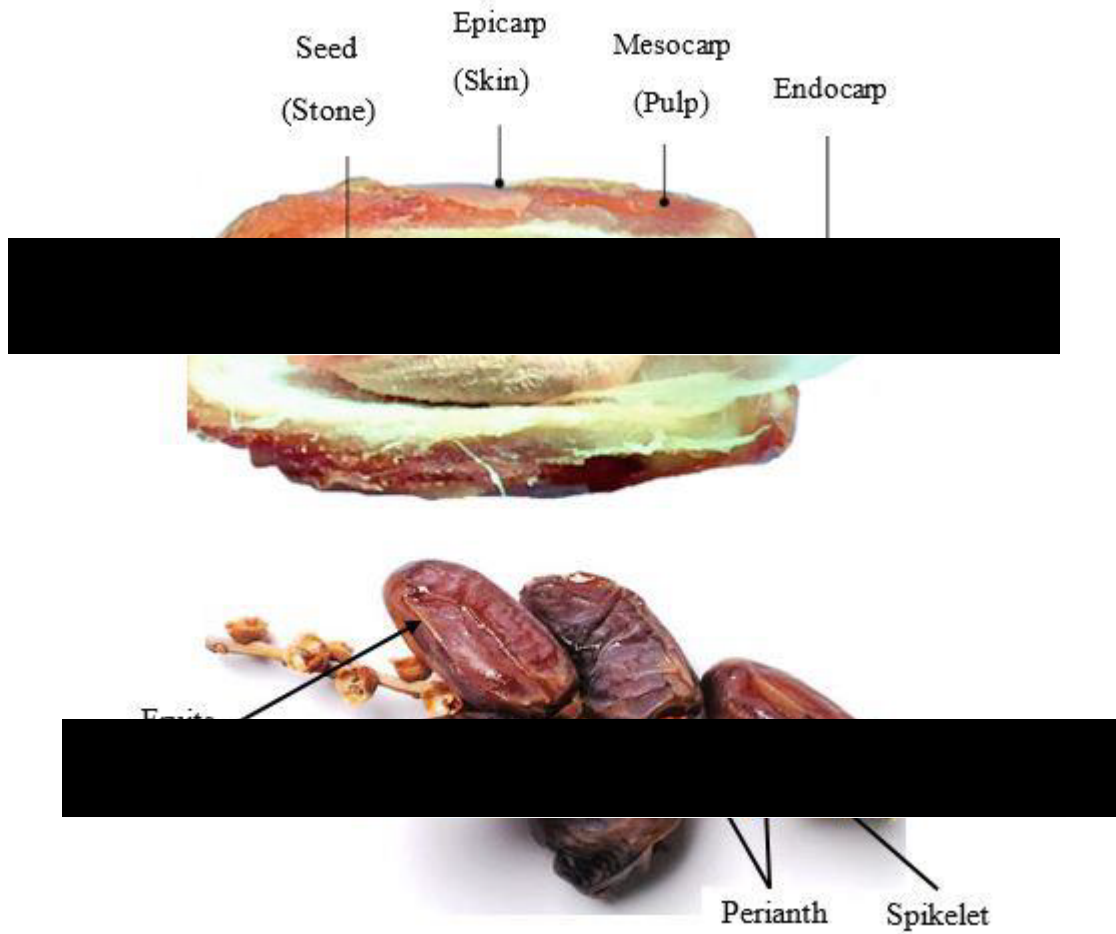 Seed
(Stone)
Epicarp
(Skin)
Mesocarp
(Pulp)
Endocarp
Perianth
Spikelet